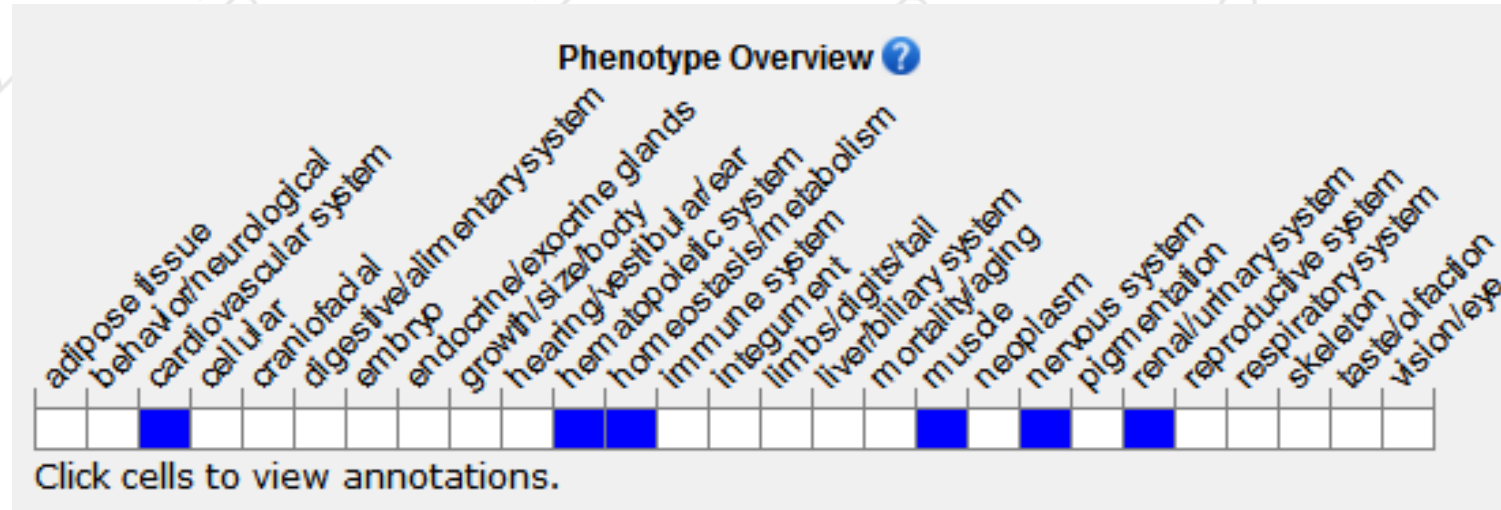 Phenotype Overview ?
adipose tissue
behavior/neurological
cardiovascular system
cellular
craniofacial
digestive/alimentary system
embryo
endocrine/exocrine glands
growth/size/body
hearing/vestibular/ear
hematopoietic system
homeostasis/metabolism
immune system
integument
limbs/digits/tail
liver/biliary system
mortality/aging
muscle
neoplasm
nervous system
pigmentation
renal/urinary system
reproductive system
respiratory system
skeleton
taste/olfaction
vision/eye
Click cells to view annotations.